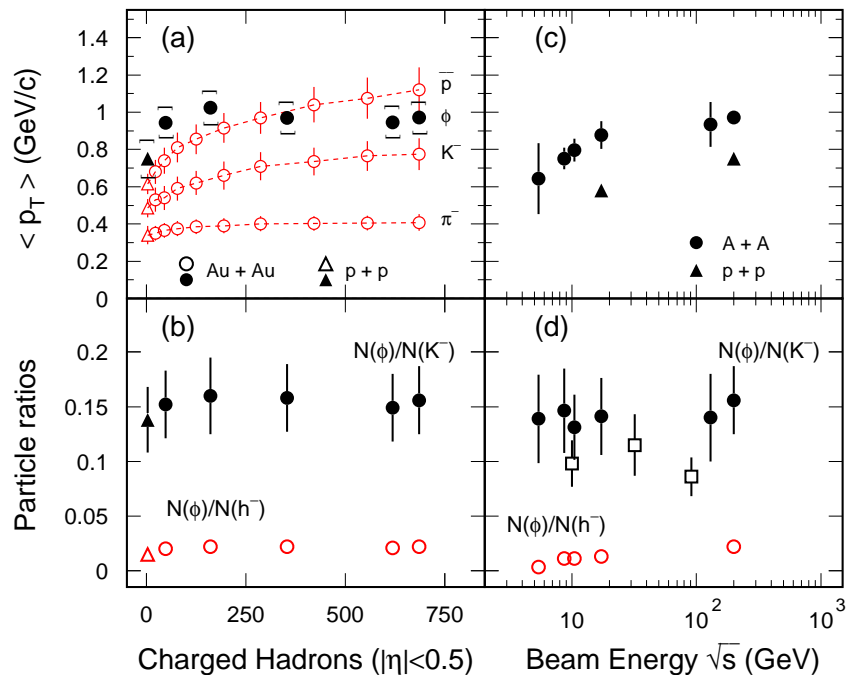 (a)
(c)
1.4
1.2
1
0.8
0.6
0.4
0.2
0
< p_T > (GeV/c)
p̅
ϕ
K⁻
π⁻
Au + Au
p + p
A + A
p + p
(b)
(d)
N(ϕ)/N(K⁻)
N(ϕ)/N(K⁻)
0.2
0.15
0.1
0.05
0
Particle ratios
N(ϕ)/N(h⁻)
N(ϕ)/N(h⁻)
0 250 500 750
10 10² 10³
Charged Hadrons (|η|<0.5)
Beam Energy √s (GeV)